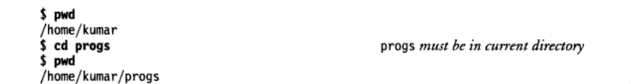 $ pwd
/home/kumar
$ cd progs progs must be in current directory
$ pwd
/home/kumar/progs